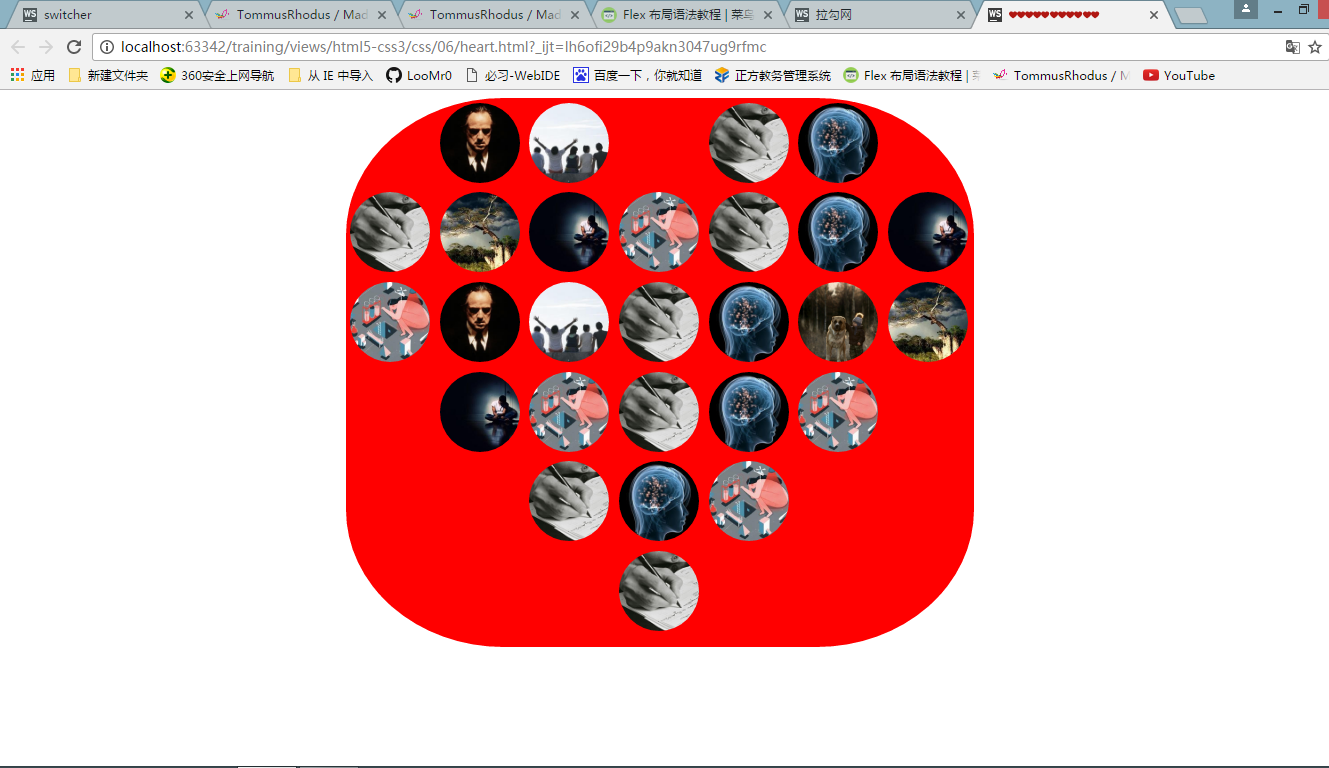 switcher
TommusRhodus / Mad
TommusRhodus / Mad
Flex 布局语法教程 | 菜鸟
拉勾网
❤❤❤❤❤❤❤❤❤❤❤
localhost:63342/training/views/html5-css3/css/06/heart.html?_ijt=lh6ofi29b4p9akn3047ug9rfmc
应用 新建文件夹 360安全上网导航 从 IE 中导入 LooMr0 必习-WebIDE 百度一下，你就知道 正方教务管理系统 Flex 布局语法教程 | TommusRhodus / M YouTube